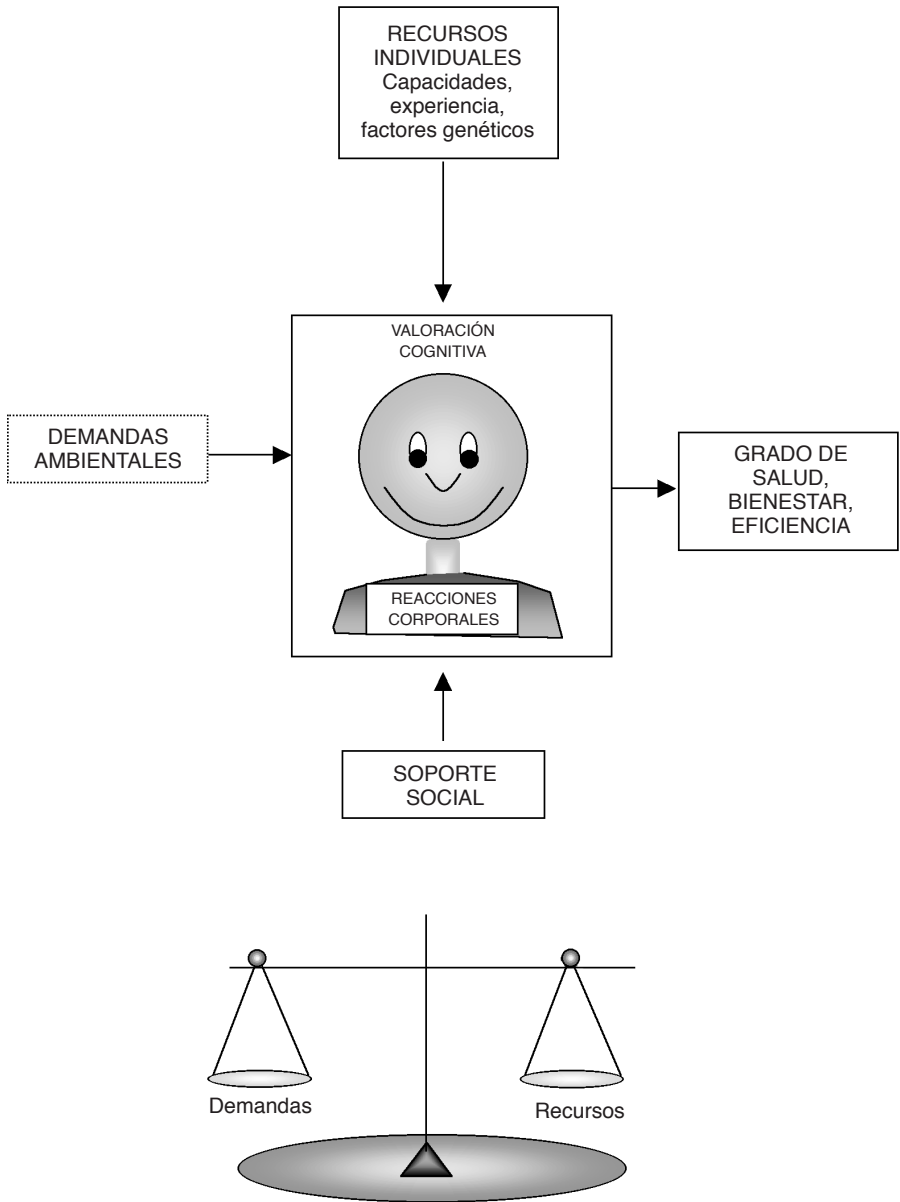 RECURSOS
INDIVIDUALES
Capacidades,
experiencia,
factores genéticos
VALORACIÓN
COGNITIVA
DEMANDAS
AMBIENTALES
GRADO DE
SALUD,
BIENESTAR,
EFICIENCIA
REACCIONES
CORPORALES
SOPORTE
SOCIAL
Demandas
Recursos